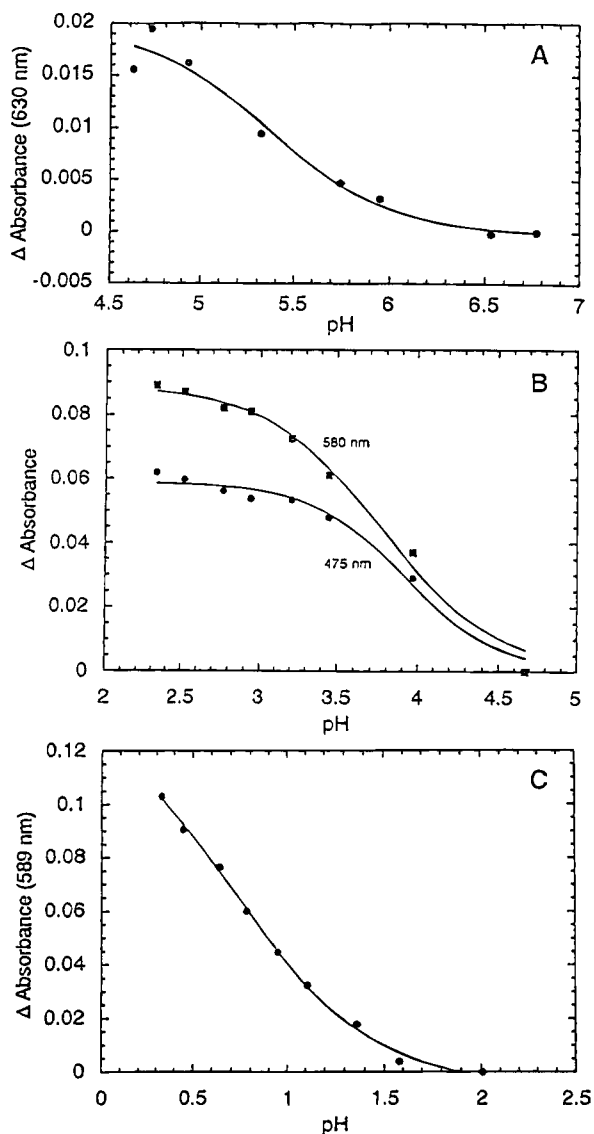 A
Δ Absorbance (630 nm)
0.02
0.015
0.01
0.005
0
-0.005
4.5 5 5.5 6 6.5 7
pH
B
Δ Absorbance
0.1
0.08
0.06
0.04
0.02
0
580 nm
475 nm
2 2.5 3 3.5 4 4.5 5
pH
C
Δ Absorbance (589 nm)
0.12
0.1
0.08
0.06
0.04
0.02
0
0 0.5 1 1.5 2 2.5
pH